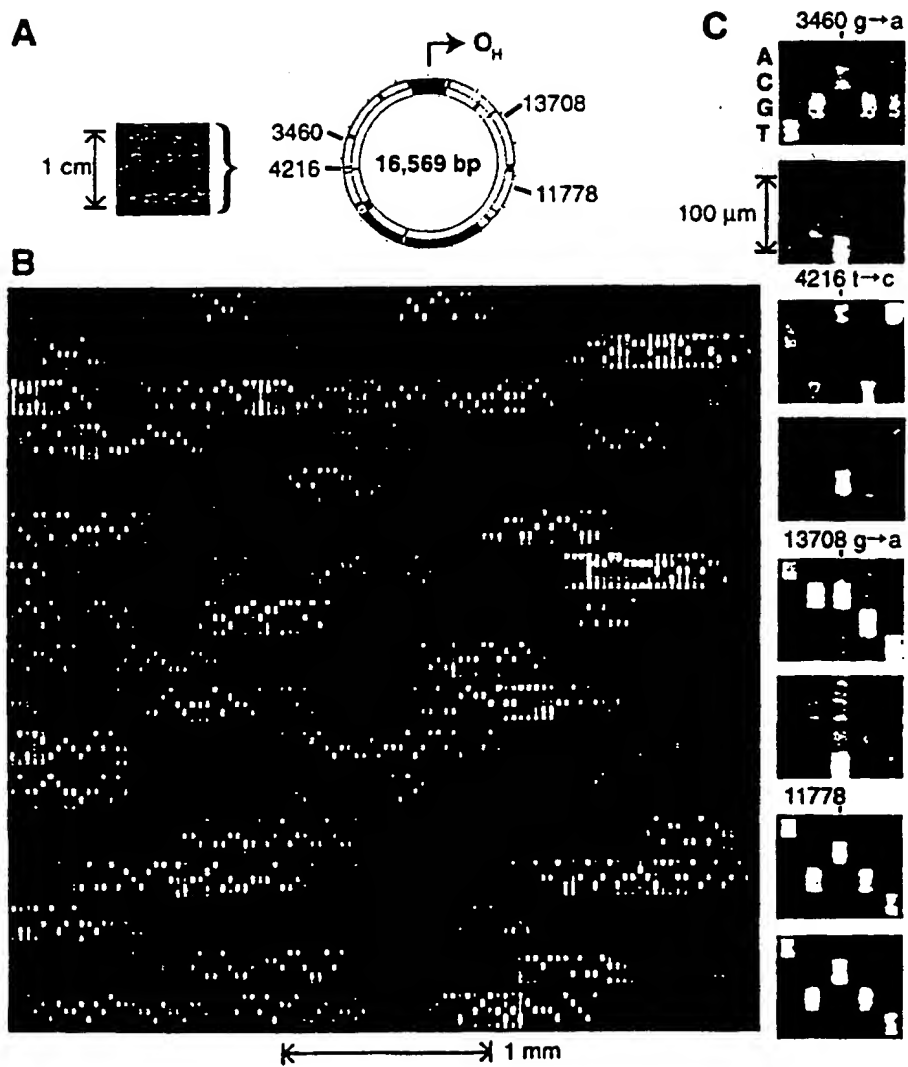 A
O_H
13708
3460
4216
16,569 bp
11778
1 cm
B
1 mm
C
3460 g→a
A
C
G
T
100 µm
4216 t→c
13708 g→a
11778